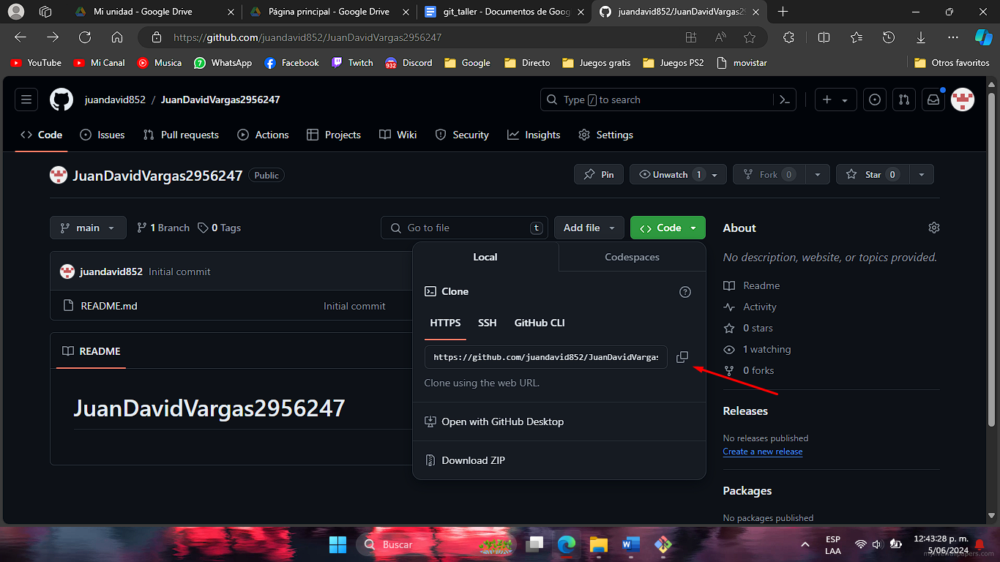 Mi unidad - Google Drive
Página principal - Google Drive
git_taller - Documentos de Goog
juandavid852/JuanDavidVargas29
https://github.com/juandavid852/JuanDavidVargas2956247
YouTube
Mi Canal
Musica
7
WhatsApp
Facebook
Twitch
932
Discord
Google
Directo
Juegos gratis
Juegos PS2
movistar
Otros favoritos
juandavid852 / JuanDavidVargas2956247
Type / to search
Code
Issues
Pull requests
Actions
Projects
Wiki
Security
Insights
Settings
JuanDavidVargas2956247
Public
Pin
Unwatch 1
Fork 0
Star 0
main
1 Branch
0 Tags
Go to file
t
Add file
<> Code
juandavid852 Initial commit
README.md
Initial commit
README
JuanDavidVargas2956247
Local
Codespaces
Clone
HTTPS
SSH
GitHub CLI
https://github.com/juandavid852/JuanDavidVargas
Clone using the web URL.
Open with GitHub Desktop
Download ZIP
About
No description, website, or topics provided.
Readme
Activity
0 stars
1 watching
0 forks
Releases
No releases published
Create a new release
Packages
No packages published
Buscar
ESP
LAA
12:43:28 p. m.
5/06/2024
mylivewallpapers.com